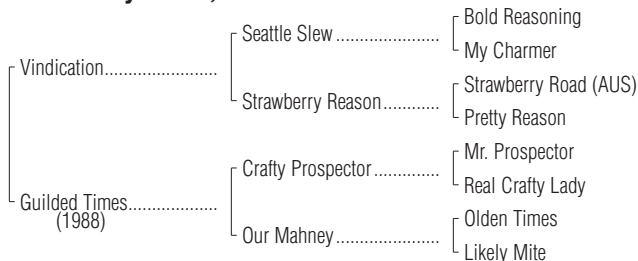 Bold Reasoning
Seattle Slew ..................
My Charmer
Vindication....................
Strawberry Road (AUS)
Strawberry Reason............
Pretty Reason
Mr. Prospector
Crafty Prospector..............
Real Crafty Lady
Guilded Times................
(1988)
Olden Times
Our Mahney..................
Likely Mite